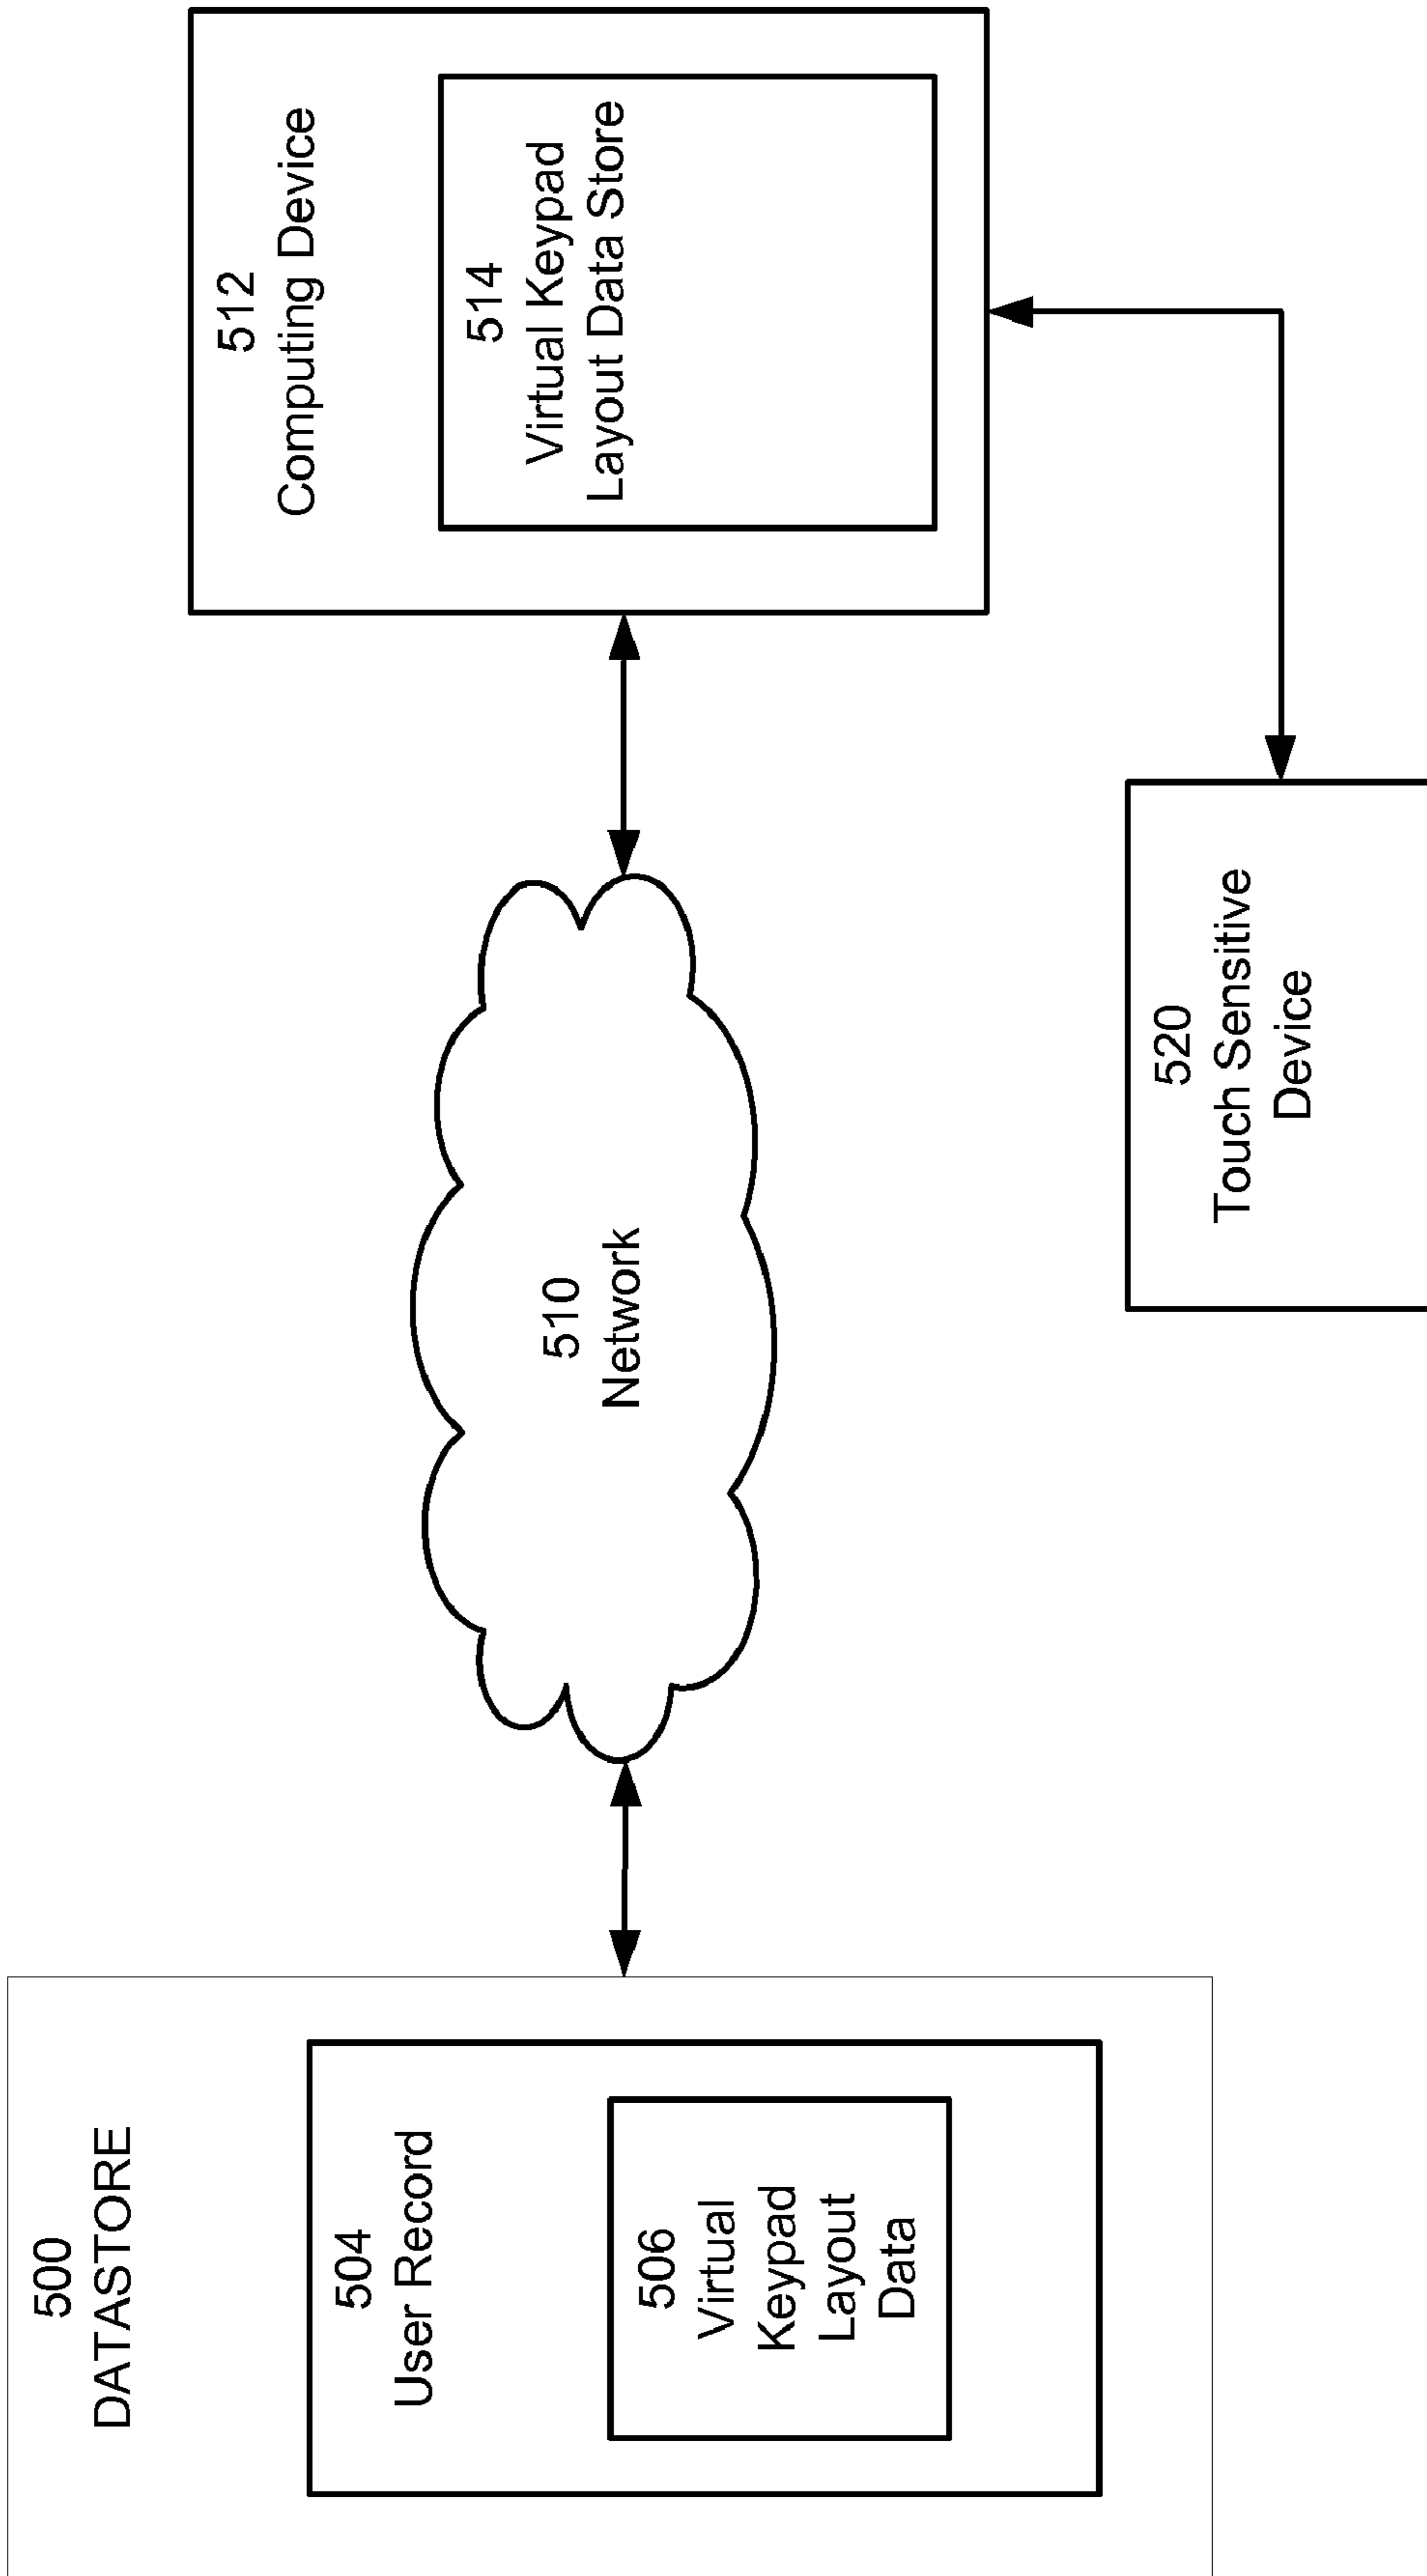 500
DATASTORE
504
User Record
506
Virtual
Keypad
Layout
Data
510
Network
512
Computing Device
514
Virtual Keypad
Layout Data Store
520
Touch Sensitive
Device